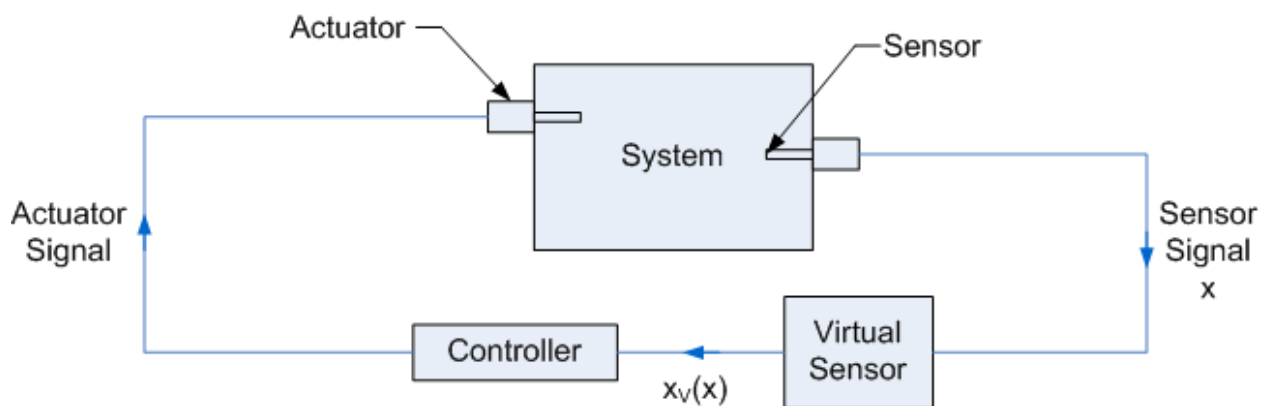 Actuator
Sensor
System
Actuator
Signal
Sensor
Signal
x
Controller
Virtual
Sensor
xᵥ(x)